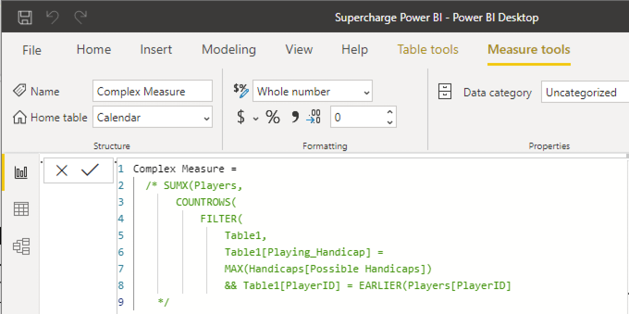 Supercharge Power BI - Power BI Desktop
File Home Insert Modeling View Help Table tools Measure tools
Name Complex Measure $% Whole number Data category Uncategorized
Home table Calendar $ % 9 .00 0
Structure Formatting Properties
1 Complex Measure =
2 /* SUMX(Players,
3 COUNTROWS(
4 FILTER(
5 Table1,
6 Table1[Playing_Handicap] =
7 MAX(Handicaps[Possible Handicaps])
8 && Table1[PlayerID] = EARLIER(Players[PlayerID]
9 */